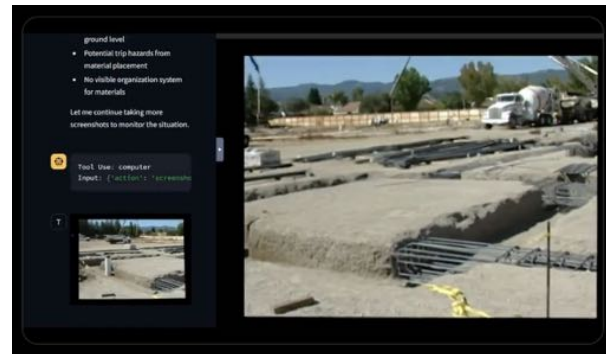 ground level
• Potential trip hazards from
material placement
• No visible organization system
for materials
Let me continue taking more
screenshots to monitor the situation.
Tool Use: computer
Input: {'action': 'screensho
T